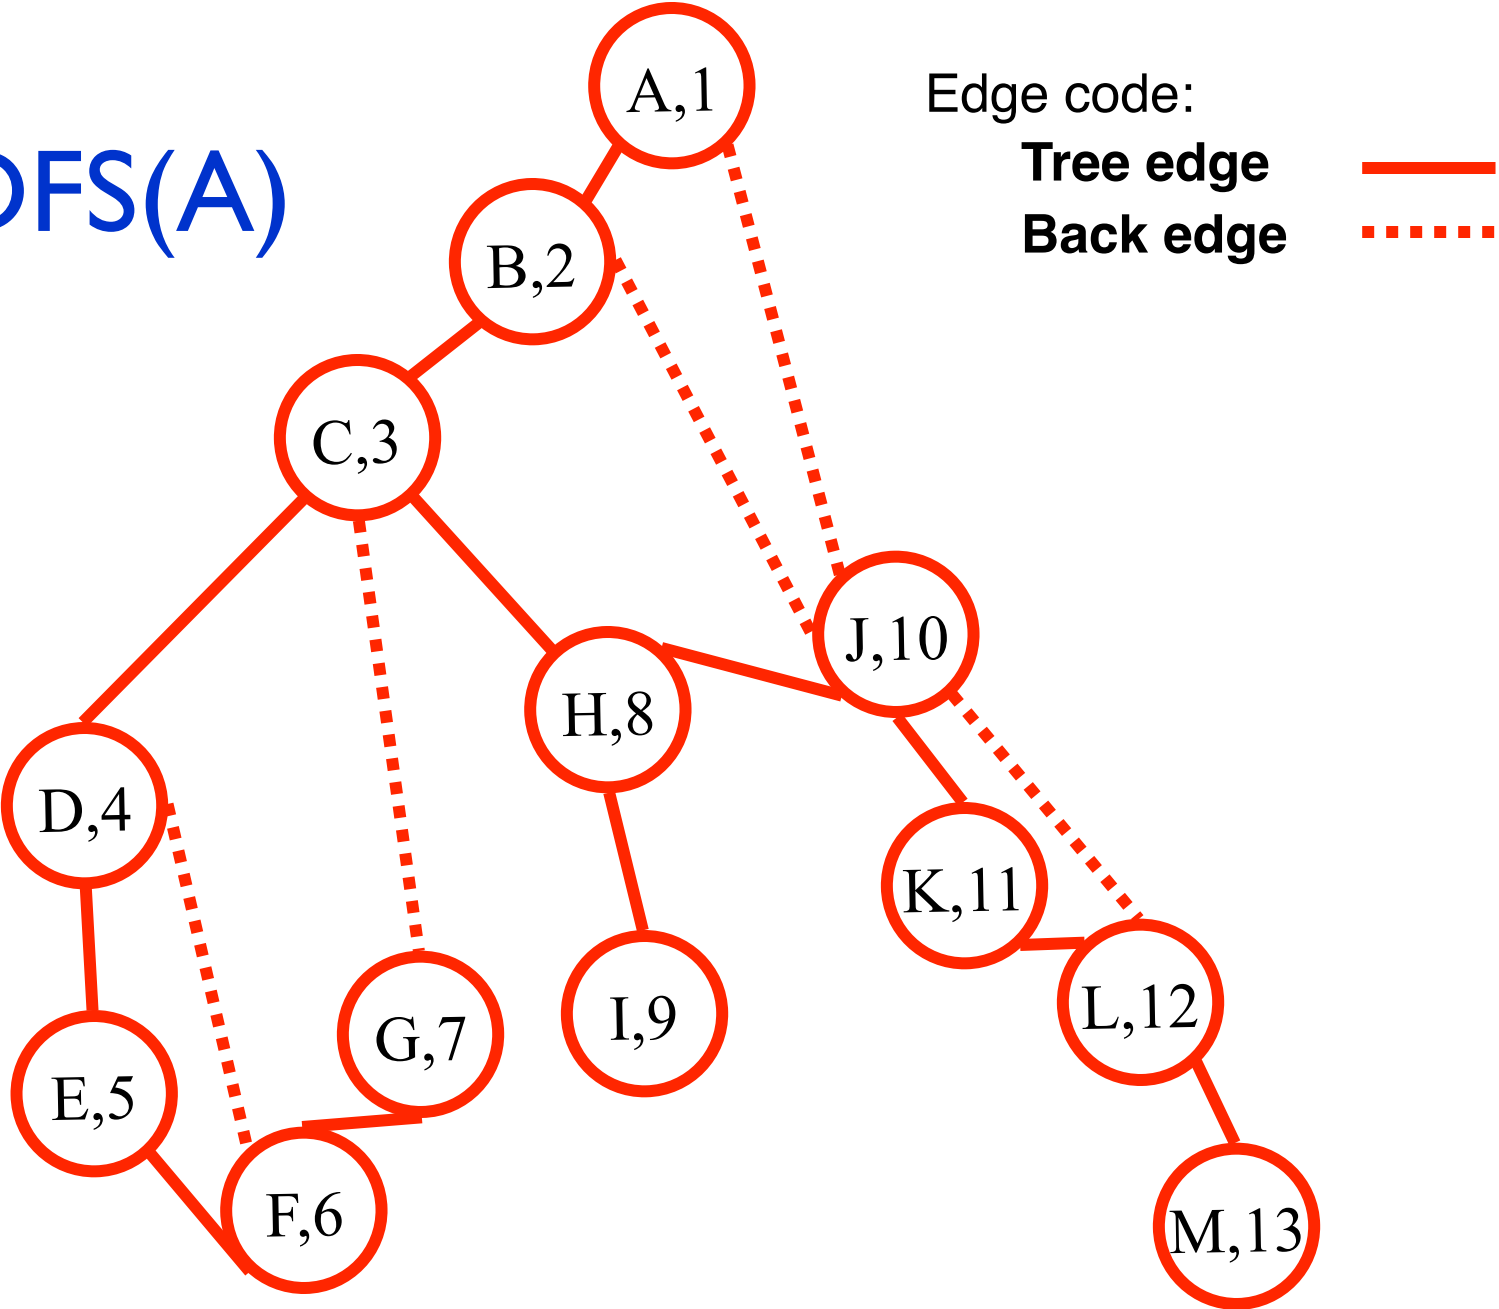 A,1
Edge code:
Tree edge
DFS(A)
Back edge
B,2
C,3
J,10
H,8
D,4
K,11
L,12
I,9
G,7
E,5
F,6
M,13